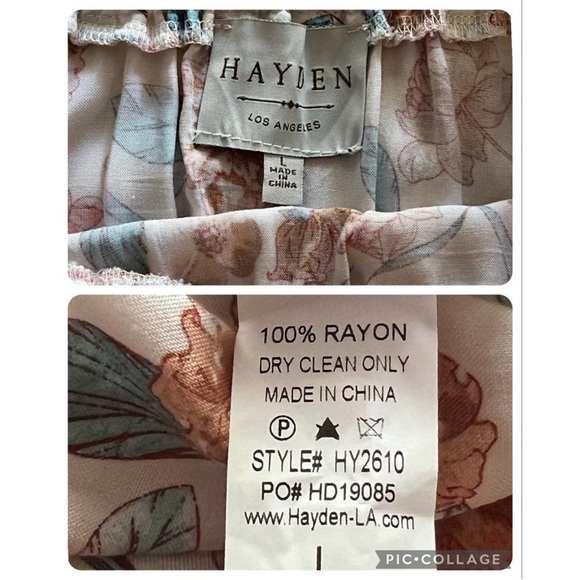 HAYDEN
LOS ANGELES
L
MADE
IN
CHINA
100% RAYON
DRY CLEAN ONLY
MADE IN CHINA
P
STYLE# HY2610
PO# HD19085
www.Hayden-LA.com
L
PIC•COLLAGE